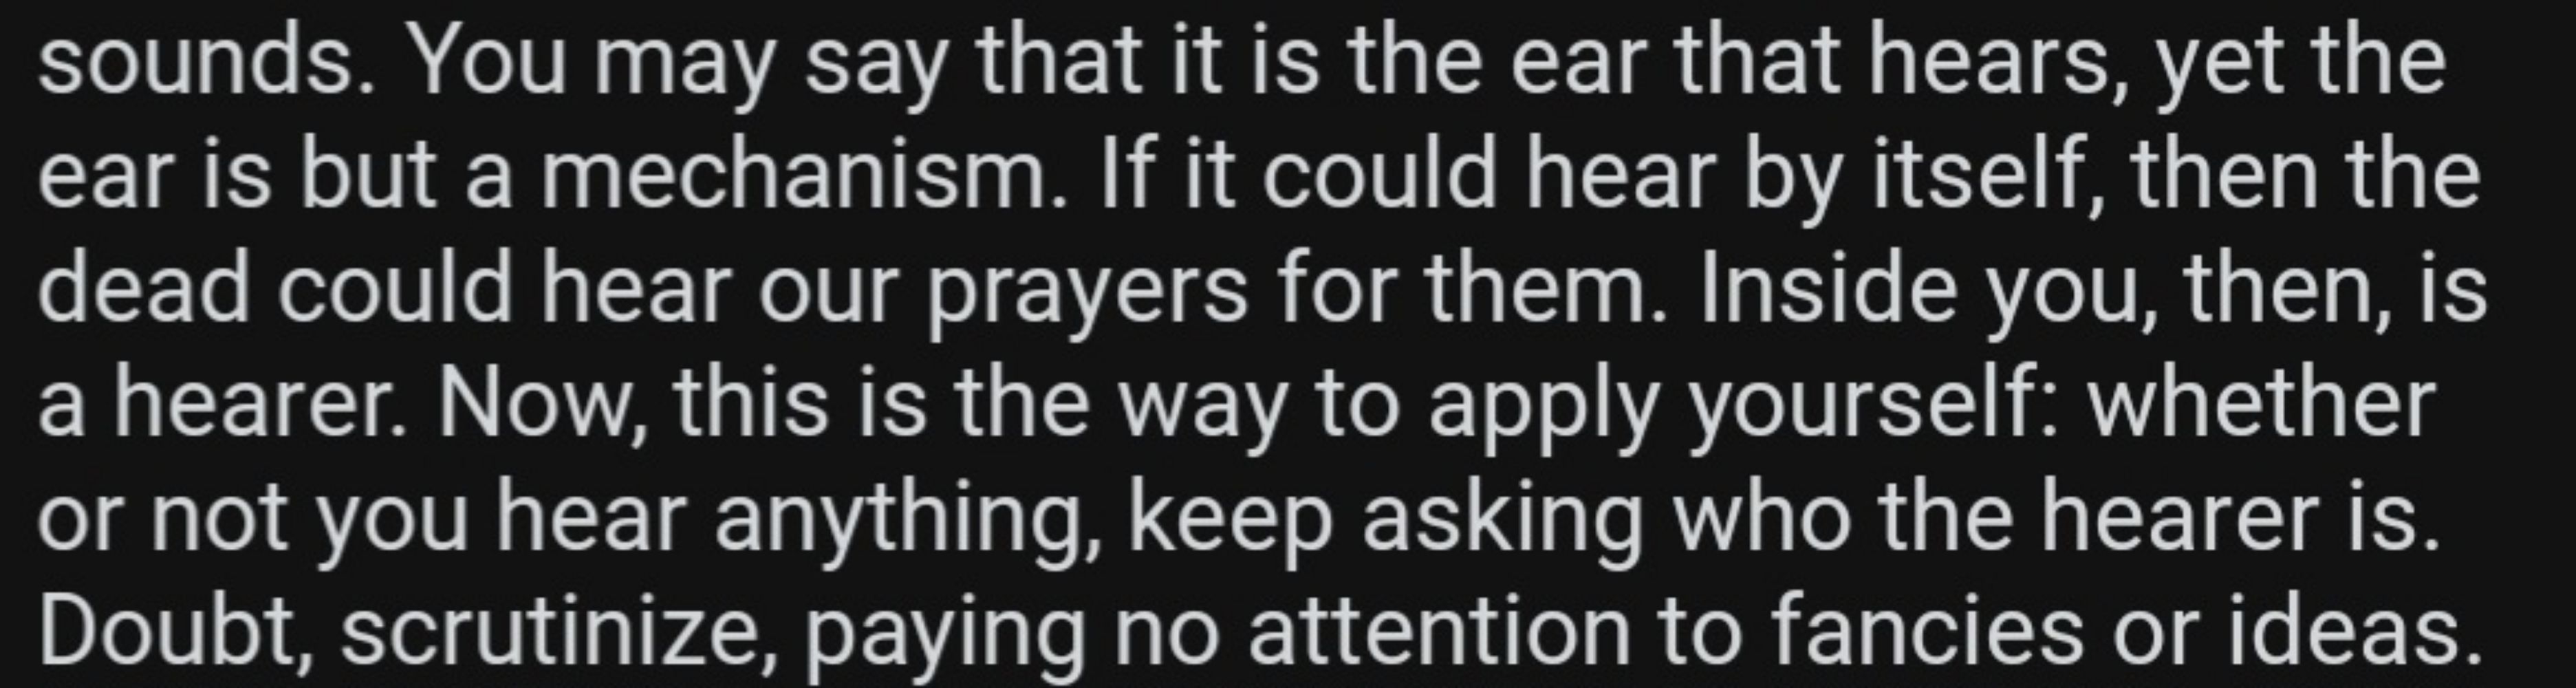 sounds. You may say that it is the ear that hears, yet the
ear is but a mechanism. If it could hear by itself, then the
dead could hear our prayers for them. Inside you, then, is
a hearer. Now, this is the way to apply yourself: whether
or not you hear anything, keep asking who the hearer is.
Doubt, scrutinize, paying no attention to fancies or ideas.